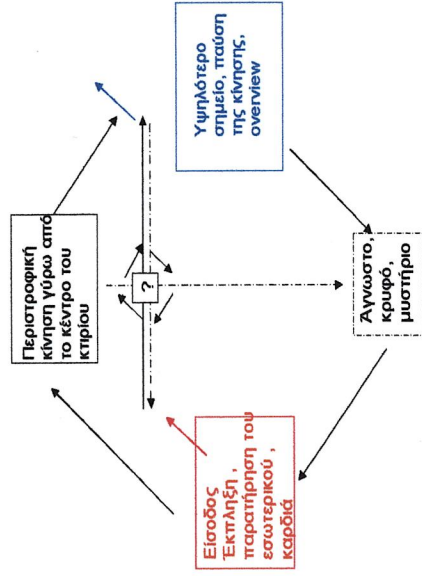 Περιστροφική
κίνηση γύρω από
το κέντρο του
κτιρίου
Υψηλότερο
σημείο, παύση
της κίνησης,
overview
?
Είσοδος
Έκπληξη ,
παρατήρηση του
εσωτερικού ,
καρδιά
Άγνωστο,
κρυφό,
μυστήριο